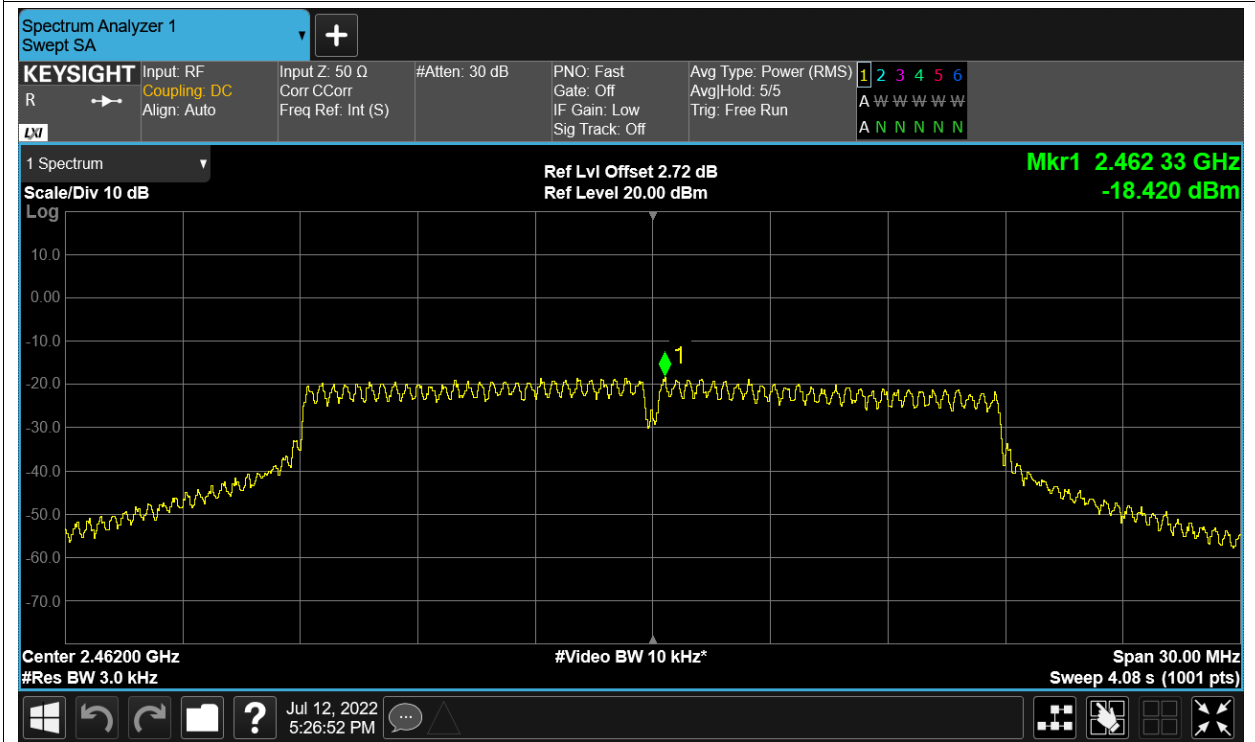 Spectrum Analyzer 1
Swept SA
KEYSIGHT
R
LXI
Input: RF
Coupling: DC
Align: Auto
Input Z: 50 Ω
Corr CCorr
Freq Ref: Int (S)
#Atten: 30 dB
PNO: Fast
Gate: Off
IF Gain: Low
Sig Track: Off
Avg Type: Power (RMS)
Avg|Hold: 5/5
Trig: Free Run
1 2 3 4 5 6
A W W W W W
A N N N N N
1 Spectrum
Scale/Div 10 dB
Log
Ref Lvl Offset 2.72 dB
Ref Level 20.00 dBm
Mkr1 2.462 33 GHz
-18.420 dBm
10.0
0.00
-10.0
-20.0
-30.0
-40.0
-50.0
-60.0
-70.0
1
Center 2.46200 GHz
#Res BW 3.0 kHz
#Video BW 10 kHz*
Span 30.00 MHz
Sweep 4.08 s (1001 pts)
?
Jul 12, 2022
5:26:52 PM